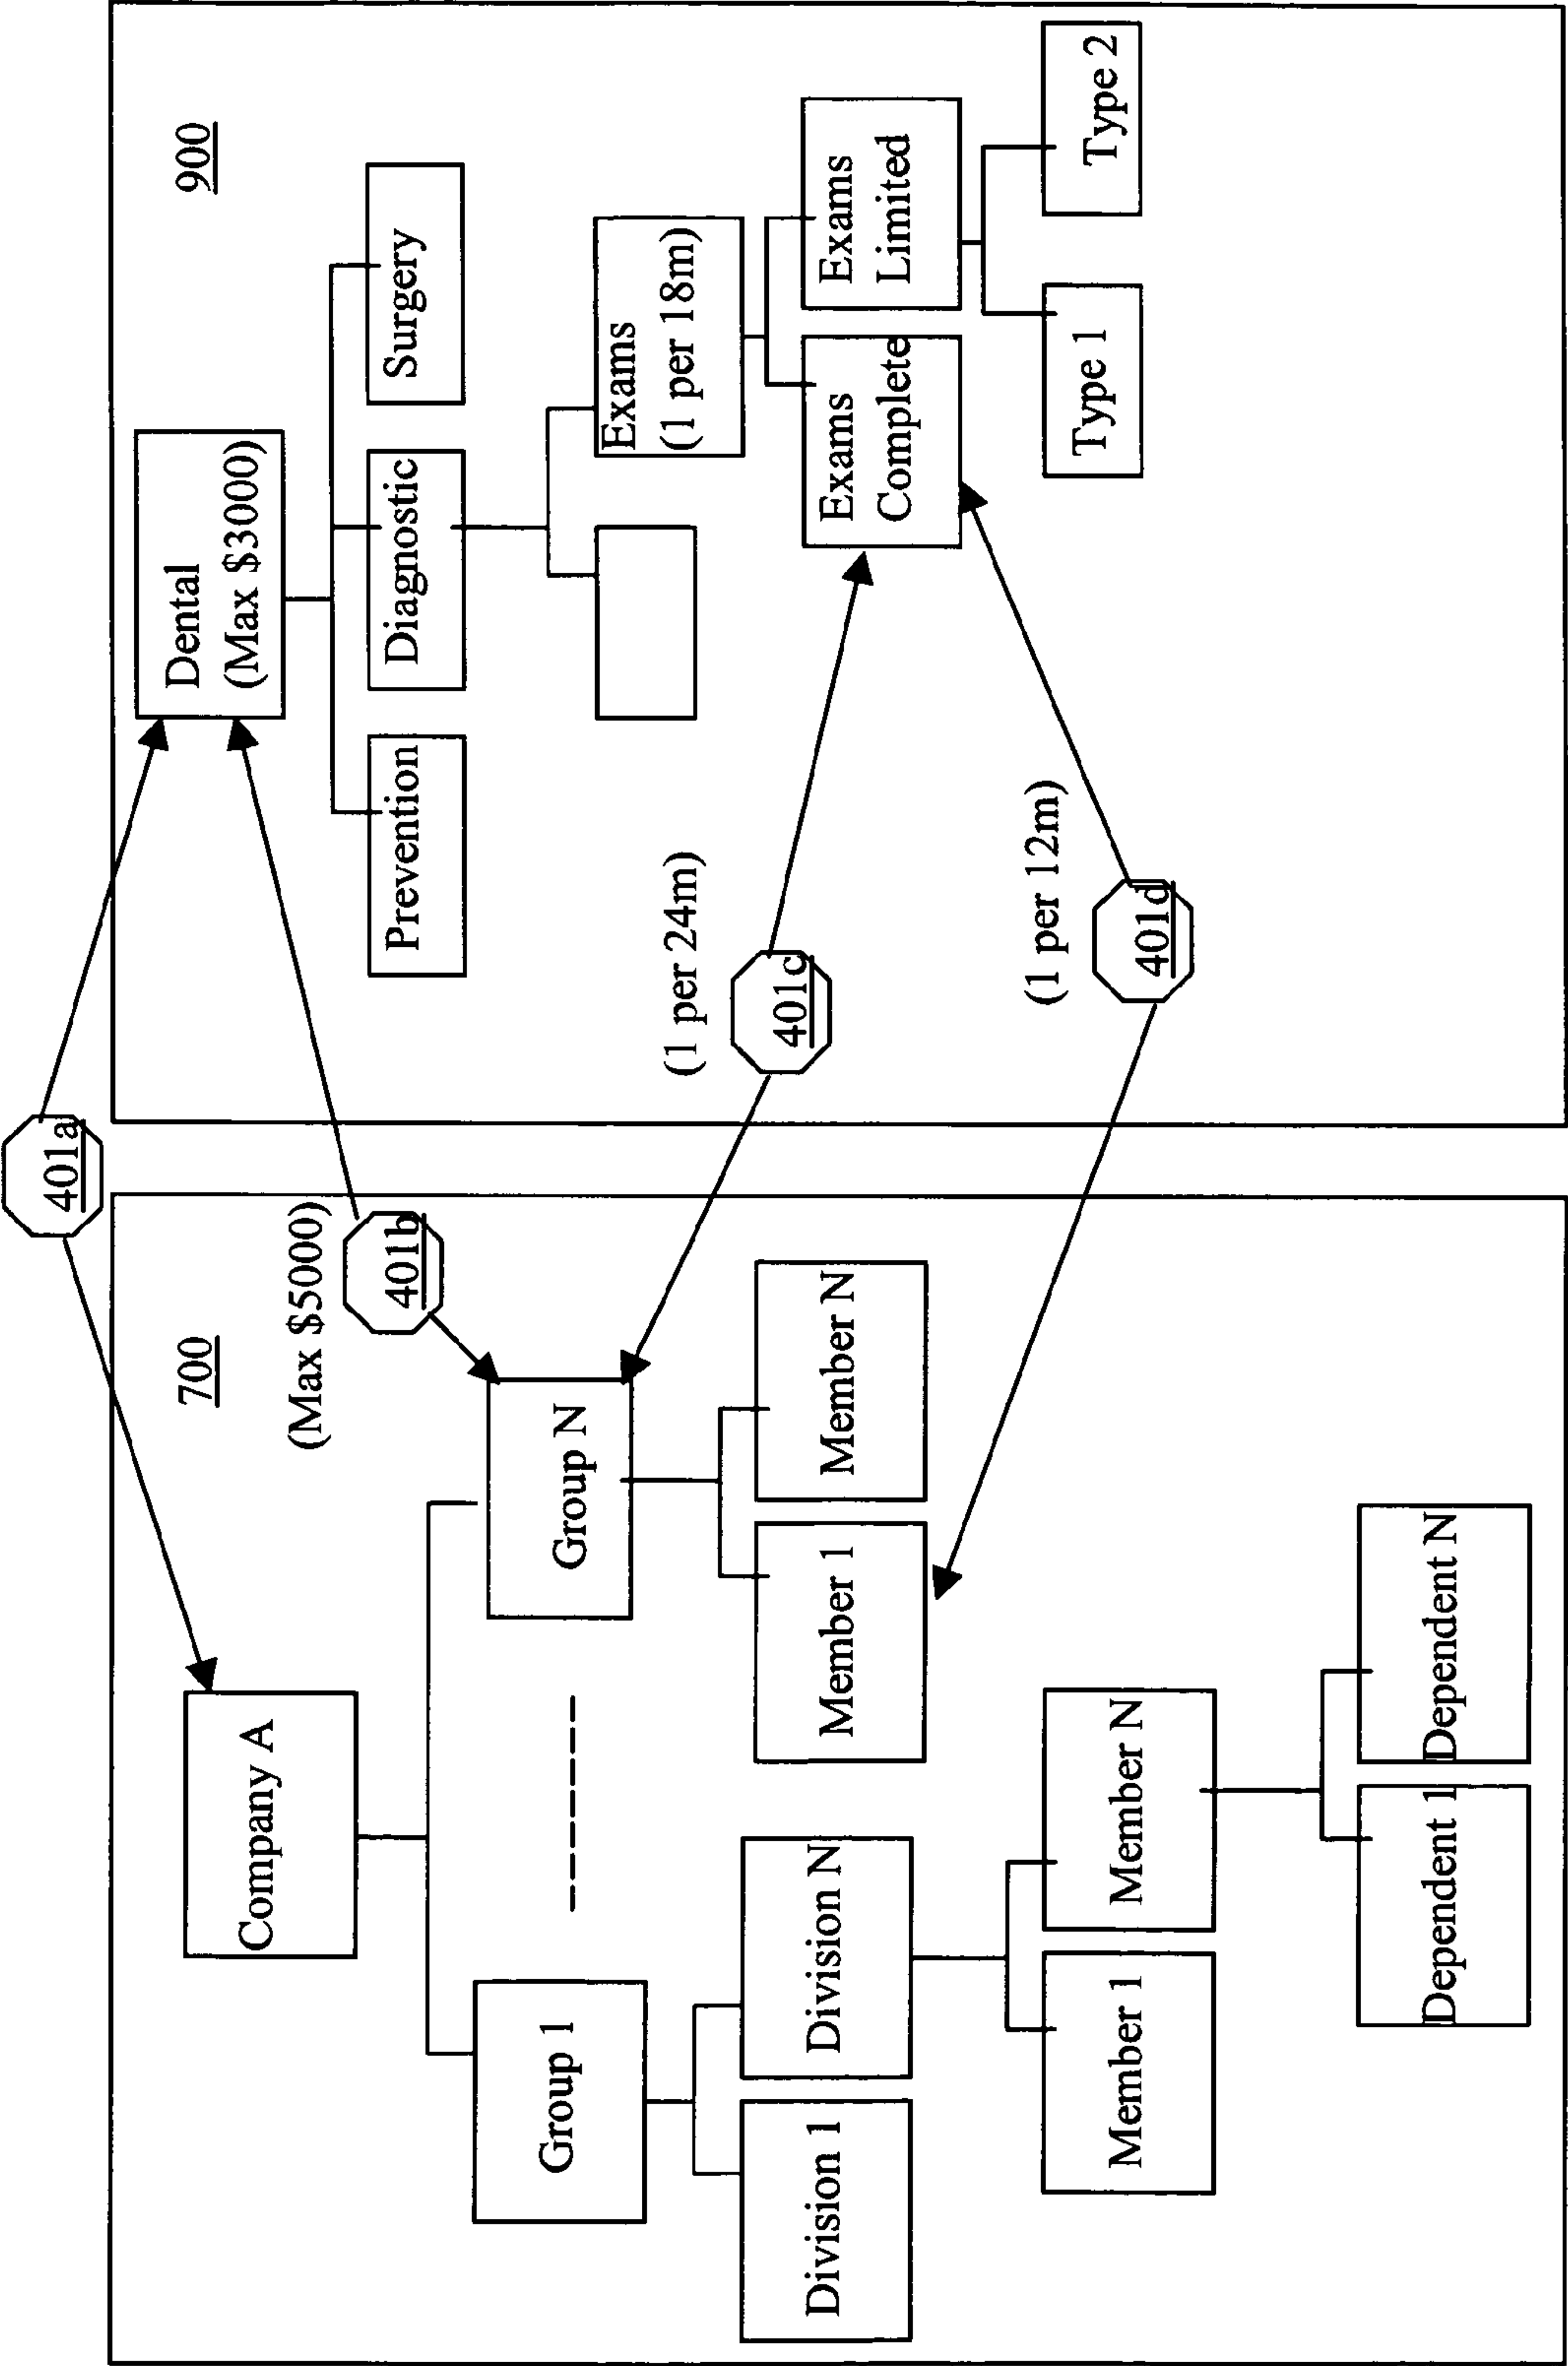 401a
700
Company A
(Max $5000)
401b
Group 1
Group N
Division 1
Division N
Member 1
Member N
Member 1
Member N
Dependent 1
Dependent N
900
Dental
(Max $3000)
Prevention
Diagnostic
Surgery
Exams
(1 per 18m)
(1 per 24m)
401c
Exams
Complete
Exams
Limited
(1 per 12m)
401d
Type 1
Type 2